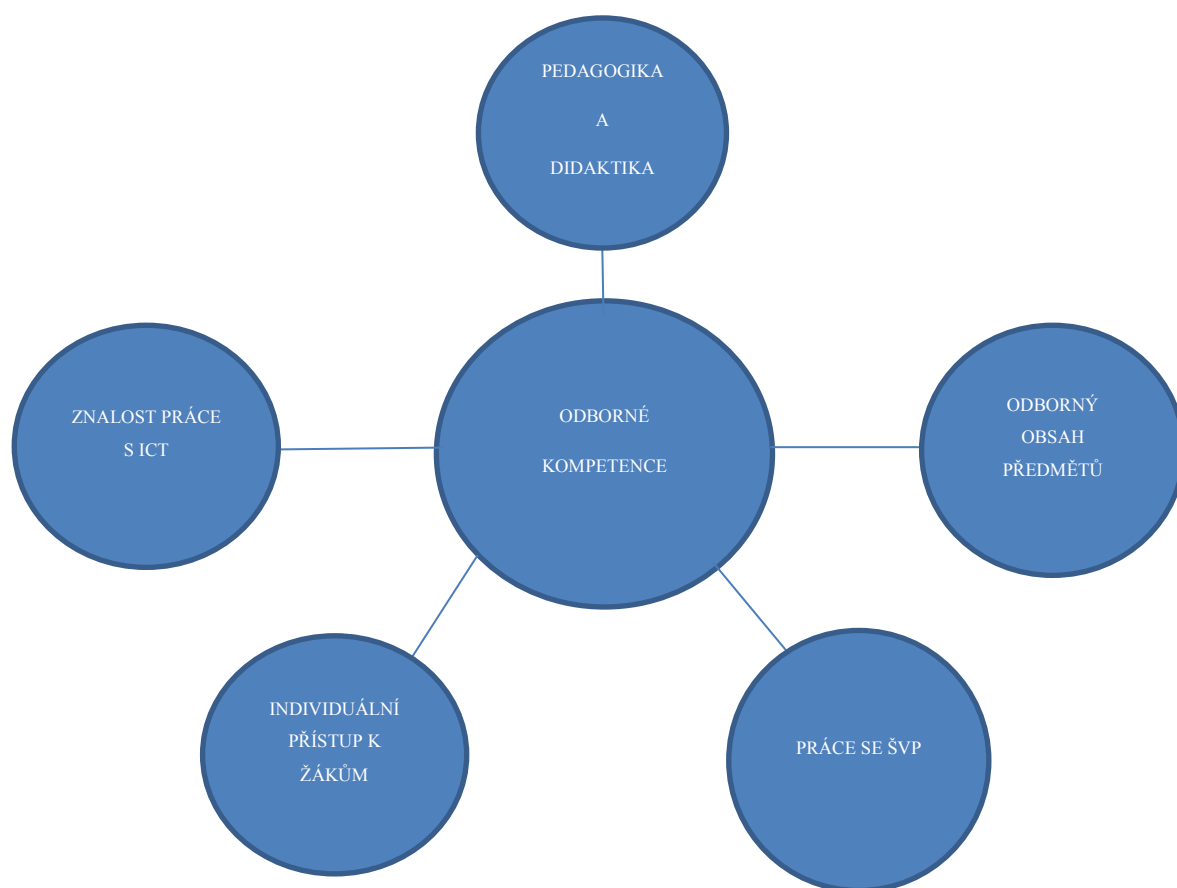 PEDAGOGIKA
A
DIDAKTIKA
ZNALOST PRÁCE
S ICT
ODBORNÉ
KOMPETENCE
ODBORNÝ
OBSAH
PŘEDMĚTŮ
INDIVIDUÁLNÍ
PŘÍSTUP K
ŽÁKŮM
PRÁCE SE ŠVP